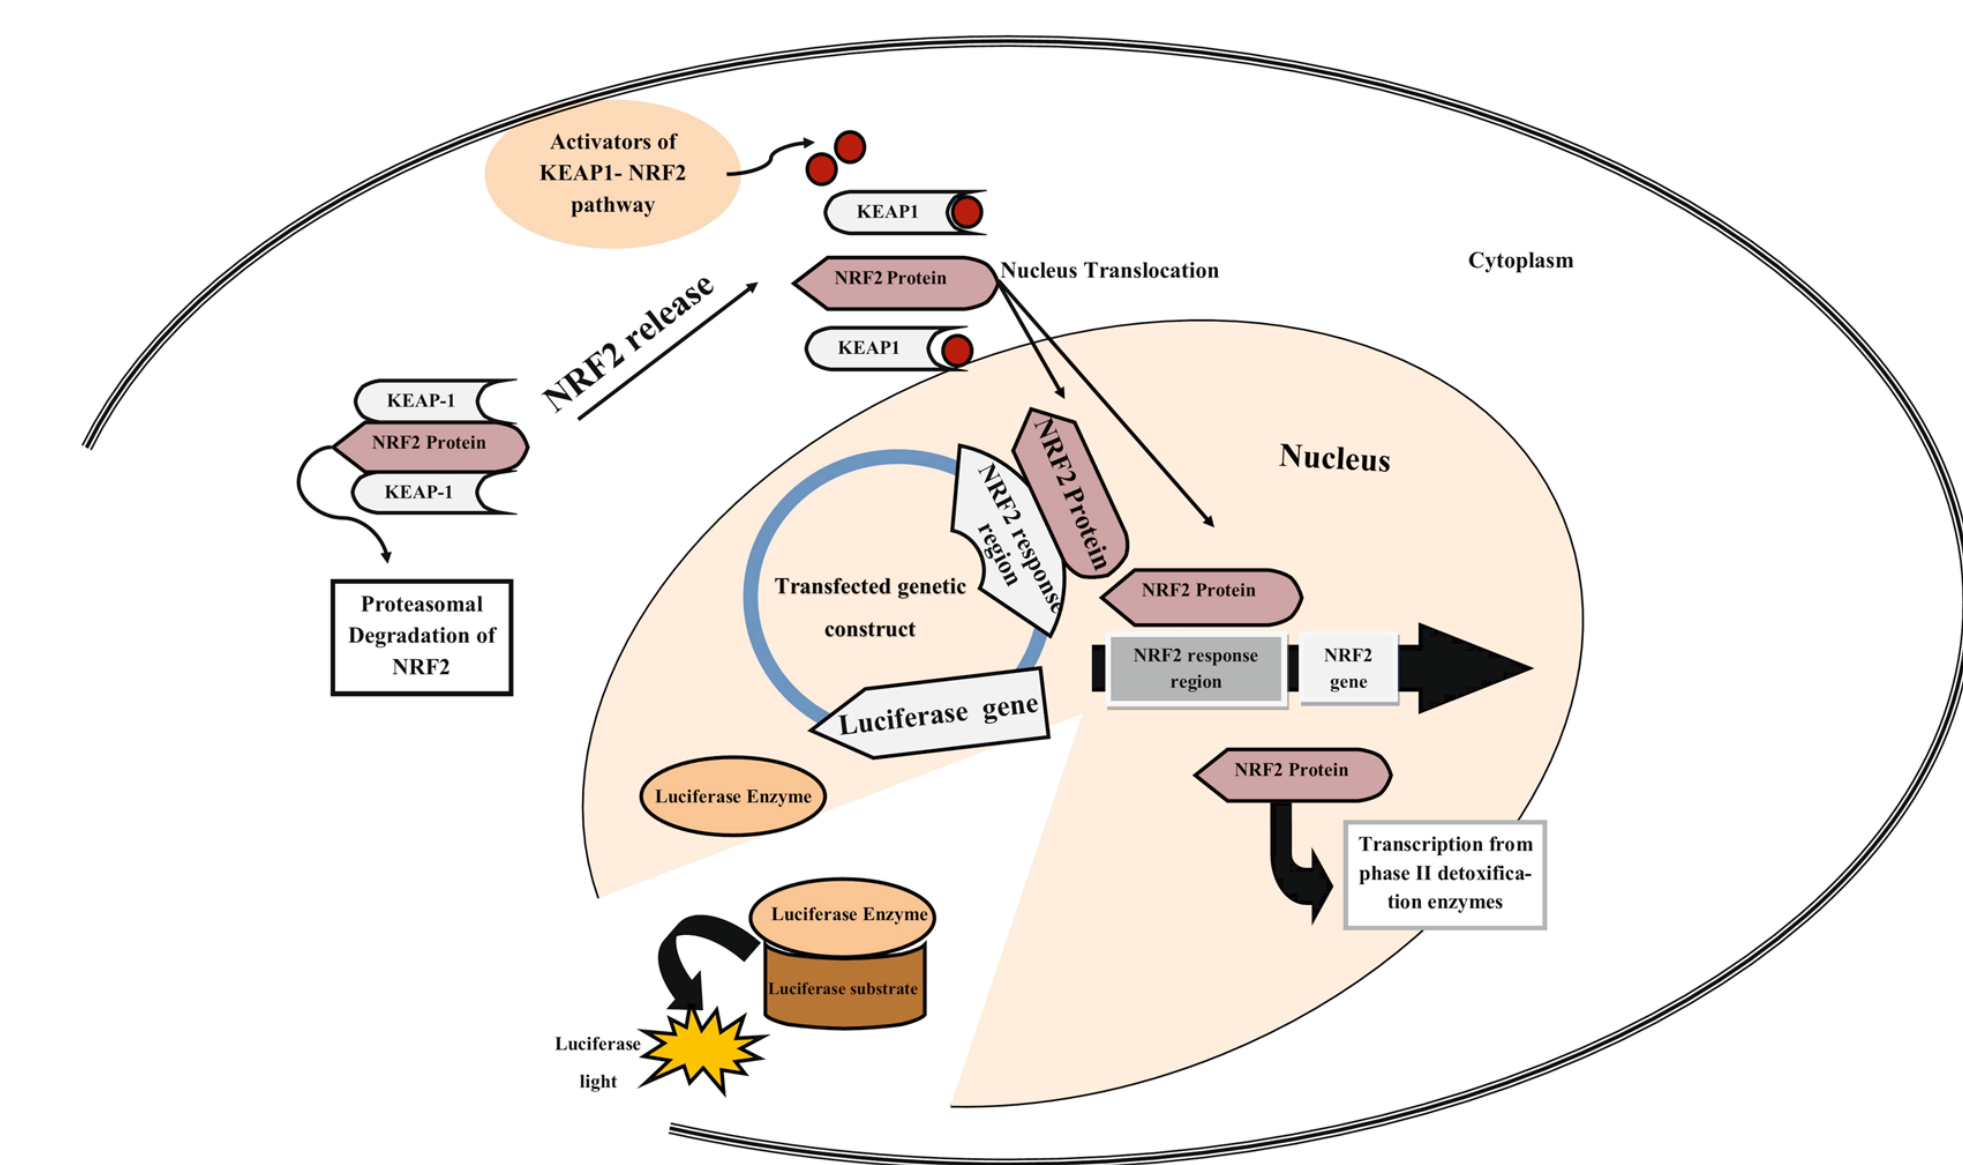 Activators of
KEAP1- NRF2
pathway
KEAP1
NRF2 Protein
Nucleus Translocation
Cytoplasm
KEAP1
NRF2 release
KEAP-1
NRF2 Protein
KEAP-1
Proteasomal
Degradation of
NRF2
Nucleus
NRF2 Protein
NRF2 response
region
Transfected genetic
construct
NRF2 Protein
NRF2 response
region
NRF2
gene
Luciferase gene
Luciferase Enzyme
NRF2 Protein
Transcription from
phase II detoxifica-
tion enzymes
Luciferase Enzyme
Luciferase substrate
Luciferase
light